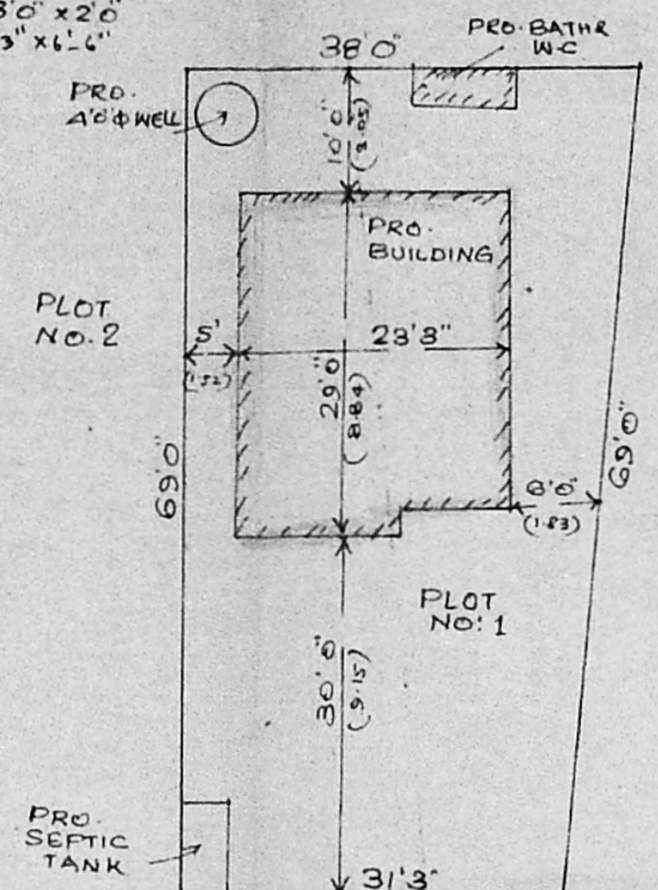 3'0" x 2'0"
3" x 6'-6"
38'0"
PRO. BATH &
W.C
PRO.
4'0 φ WELL
10'0"
(3.05)
PRO.
BUILDING
PLOT
NO. 2
5'
(1.52)
23'3"
29'0"
(8.84)
69'0"
69'0"
6'0"
(1.83)
PLOT
NO: 1
30'0"
(9.15)
PRO.
SEPTIC
TANK
31'3"